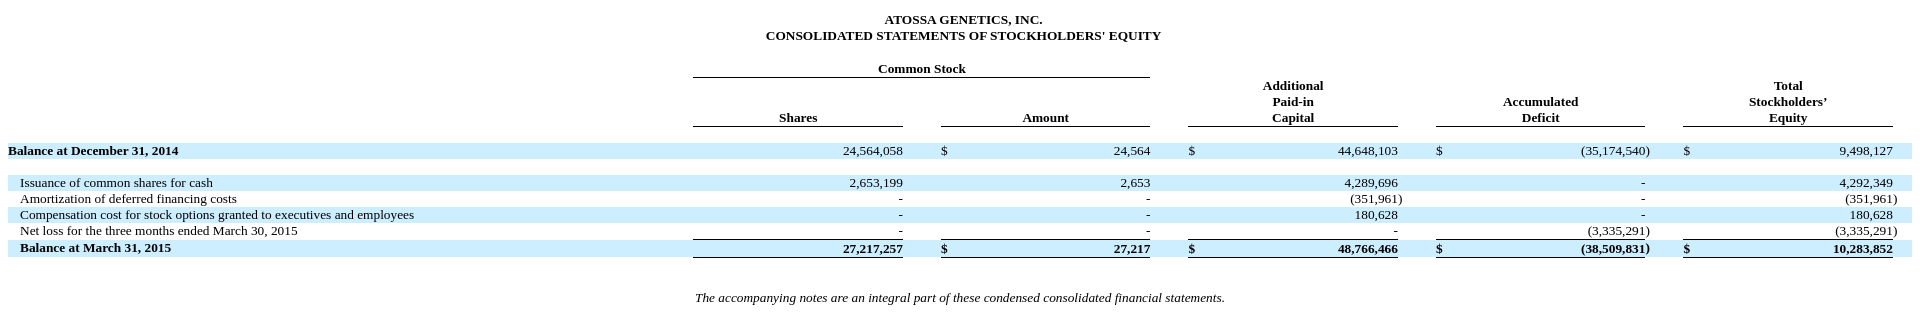 ATOSSA GENETICS, INC.
CONSOLIDATED STATEMENTS OF STOCKHOLDERS' EQUITY
Common Stock
Shares Amount Additional Paid-in Capital Accumulated Deficit Total Stockholders’ Equity
Balance at December 31, 2014 24,564,058 $ 24,564 $ 44,648,103 $ (35,174,540) $ 9,498,127
Issuance of common shares for cash 2,653,199 2,653 4,289,696 - 4,292,349
Amortization of deferred financing costs - - (351,961) - (351,961)
Compensation cost for stock options granted to executives and employees - - 180,628 - 180,628
Net loss for the three months ended March 30, 2015 - - - (3,335,291) (3,335,291)
Balance at March 31, 2015 27,217,257 $ 27,217 $ 48,766,466 $ (38,509,831) $ 10,283,852
The accompanying notes are an integral part of these condensed consolidated financial statements.